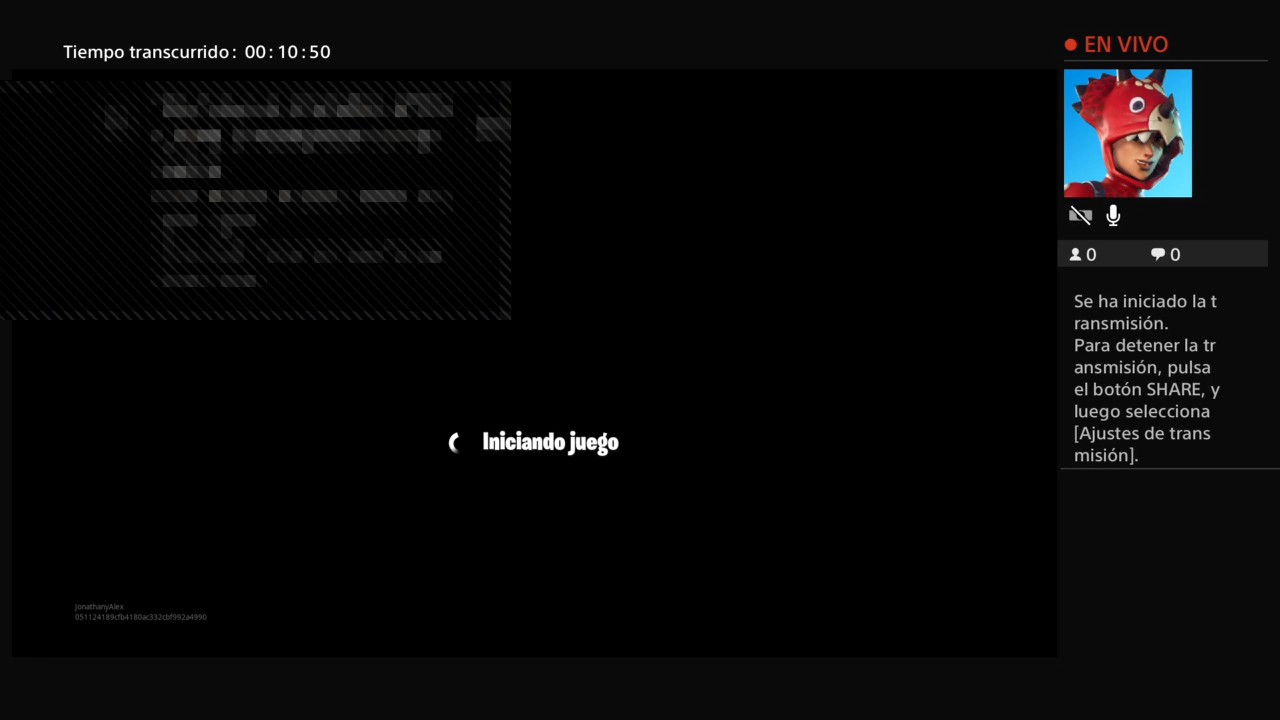 Tiempo transcurrido: 00:10:50
EN VIVO
0 0
Se ha iniciado la t
ransmisión.
Para detener la tr
ansmisión, pulsa
el botón SHARE, y
luego selecciona
[Ajustes de trans
misión].
Iniciando juego
JonathanyAlex
051124189cfb4180ac332cbf992a4990